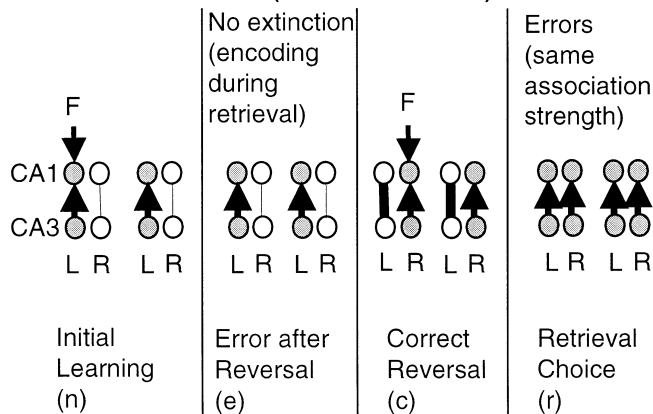 No extinction
(encoding
during
retrieval)
Errors
(same
association
strength)
F
F
CA1
CA3
L R L R
L R L R
L R L R
L R L R
Initial
Learning
(n)
Error after
Reversal
(e)
Correct
Reversal
(c)
Retrieval
Choice
(r)